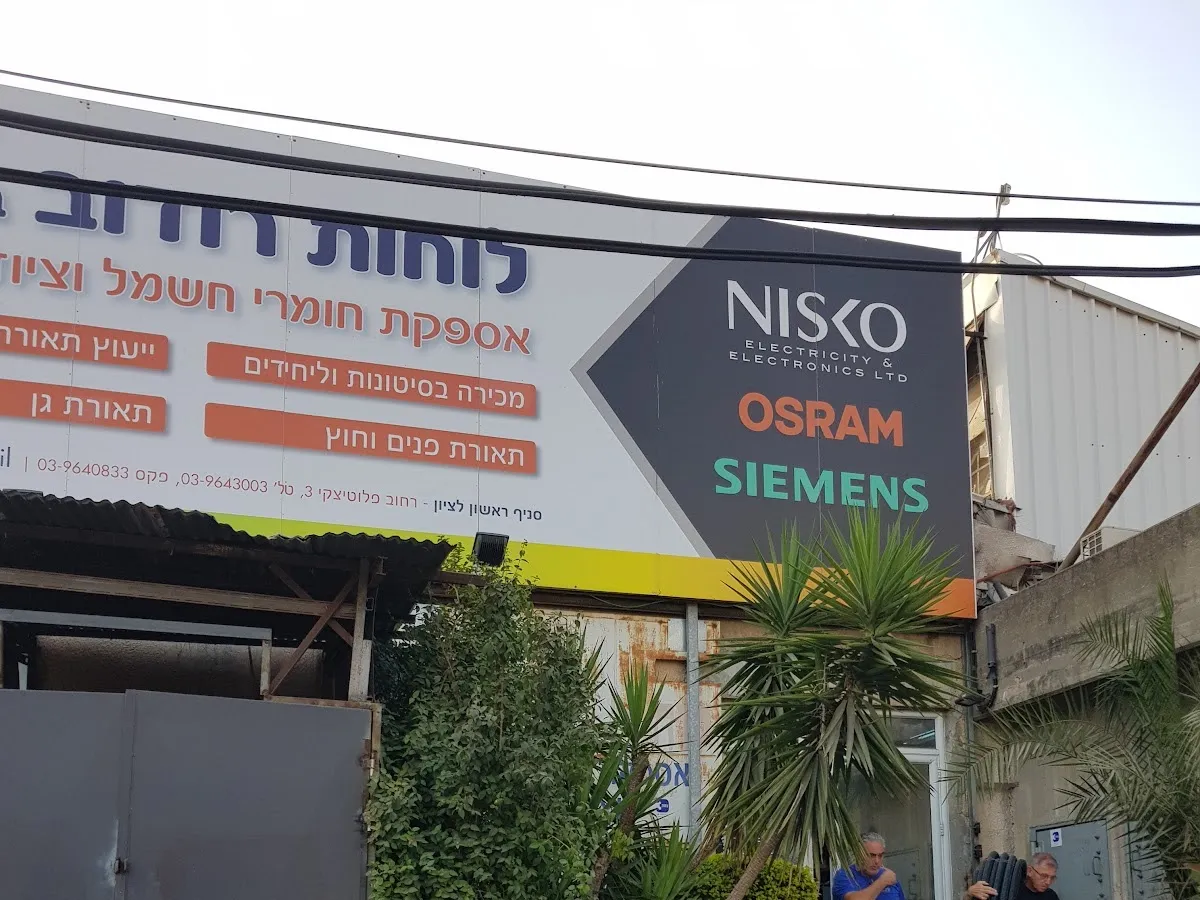 לוחות רחוב
אספקת חומרי חשמל וציוד
מכירה בסיטונות וליחידים
ייעוץ תאורה
תאורת פנים וחוץ
תאורת גן
סניף ראשון לציון - רחוב פלוטיצקי 3, טל' 03-9643003, פקס 03-9640833 |
NISKO
ELECTRICITY &
ELECTRONICS LTD
OSRAM
SIEMENS